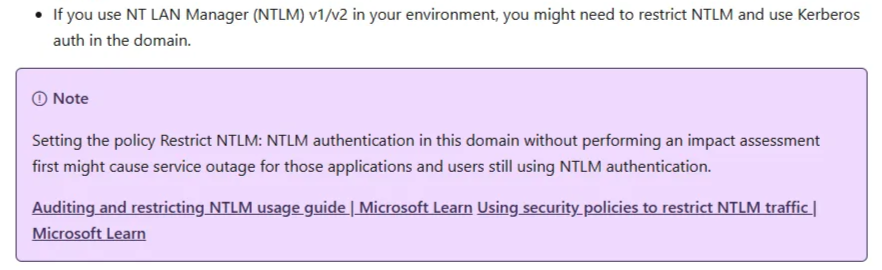 • If you use NT LAN Manager (NTLM) v1/v2 in your environment, you might need to restrict NTLM and use Kerberos
auth in the domain.
Note
Setting the policy Restrict NTLM: NTLM authentication in this domain without performing an impact assessment
first might cause service outage for those applications and users still using NTLM authentication.
Auditing and restricting NTLM usage guide | Microsoft Learn Using security policies to restrict NTLM traffic |
Microsoft Learn